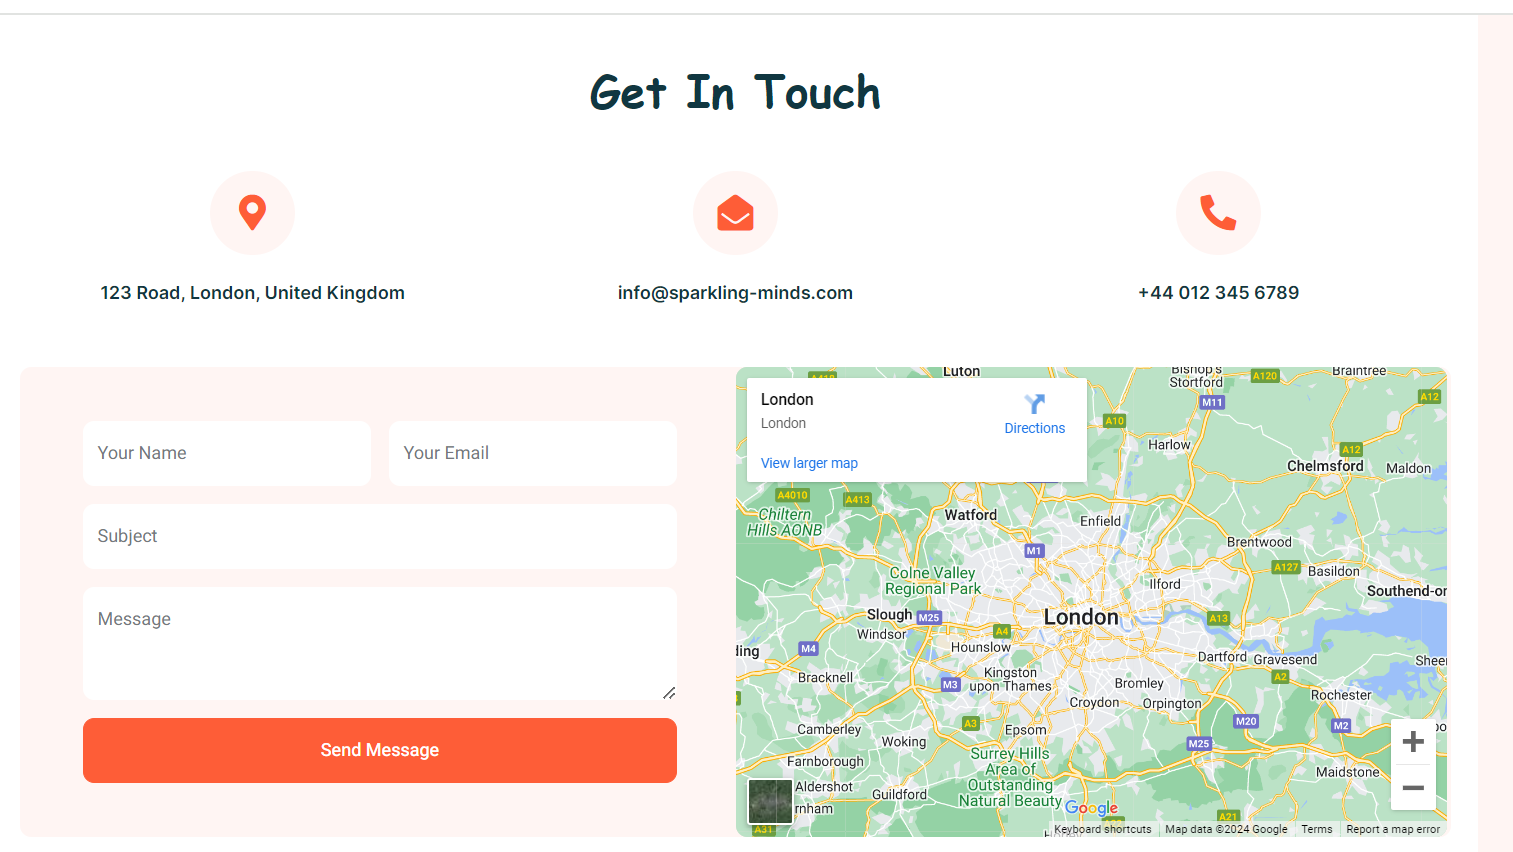 Get In Touch
123 Road, London, United Kingdom
info@sparkling-minds.com
+44 012 345 6789
Your Name
Your Email
Subject
Message
Send Message
London
London
Directions
View larger map
Luton
Bishop's
Stortford
A120
Braintree
M11
A12
A10
Harlow
A12
Chelmsford
Maldon
A4010
A413
Chiltern
Hills AONB
Watford
Enfield
M1
Brentwood
A127
Basildon
Colne Valley
Regional Park
Ilford
Slough
M25
London
A13
Windsor
A4
Hounslow
M4
Dartford
Gravesend
Kingston
upon Thames
Bracknell
M3
Bromley
A2
Croydon
Orpington
Rochester
A3
M20
M2
Camberley
Epsom
Woking
M25
Surrey Hills
Area of
Outstanding
Natural Beauty
Farnborough
Maidstone
Aldershot
Guildford
Google
A21
A31
Keyboard shortcuts
Map data ©2024 Google
Terms
Report a map error